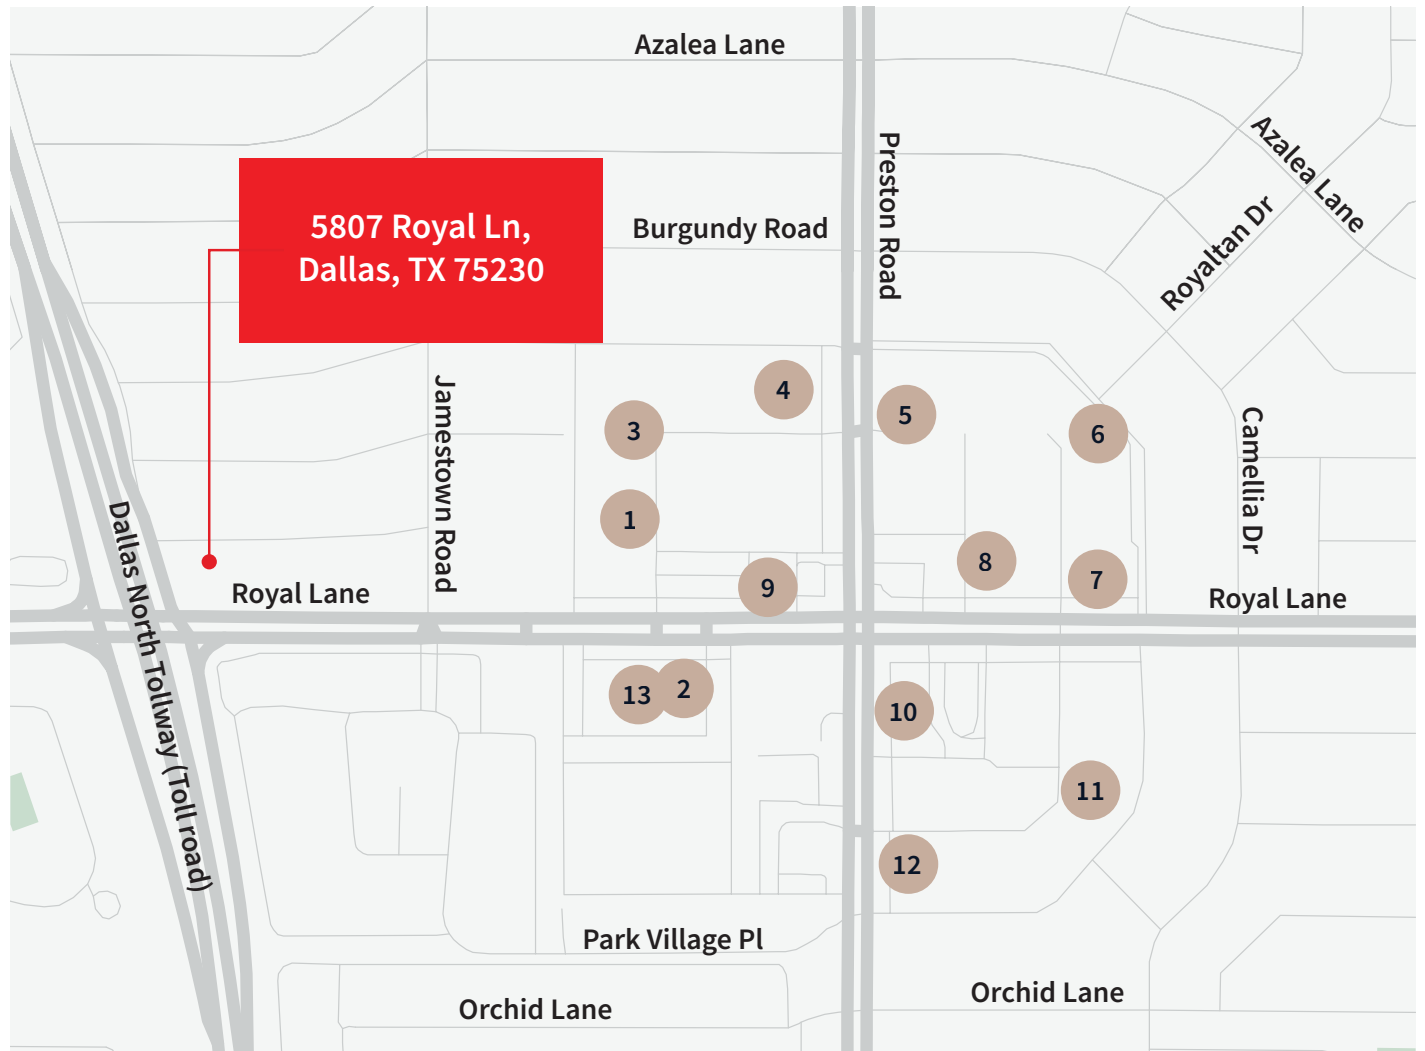 Azalea Lane
Azalea Lane
Preston Road
5807 Royal Ln,
Dallas, TX 75230
Burgundy Road
Royaltan Dr
Jamestown Road
4
3
5
6
Camellia Dr
1
Dallas North Tollway (Toll road)
8
7
9
Royal Lane
Royal Lane
13
2
10
11
12
Park Village Pl
Orchid Lane
Orchid Lane